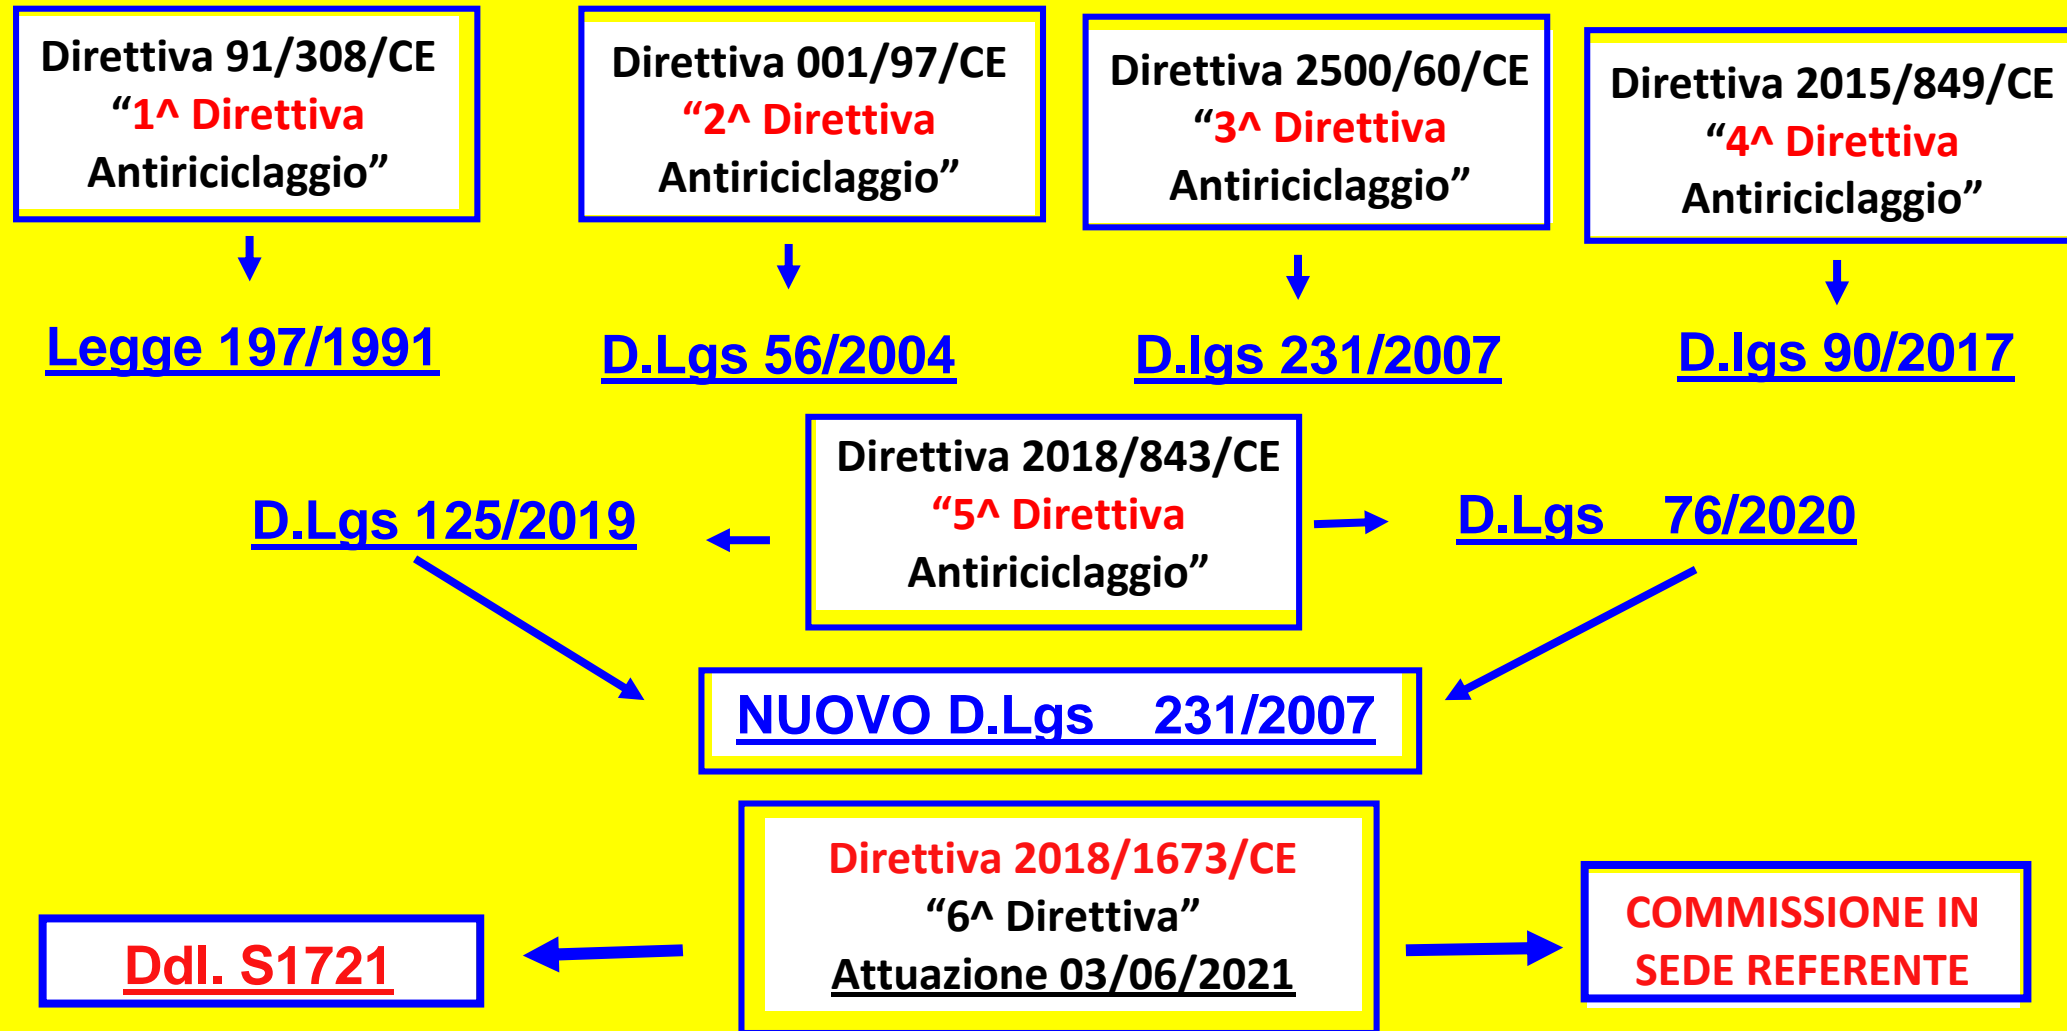 Direttiva 91/308/CE
“1^ Direttiva
Antiriciclaggio”
Direttiva 001/97/CE
“2^ Direttiva
Antiriciclaggio”
Direttiva 2500/60/CE
“3^ Direttiva
Antiriciclaggio”
Direttiva 2015/849/CE
“4^ Direttiva
Antiriciclaggio”
Legge 197/1991
D.Lgs 56/2004
D.lgs 231/2007
D.lgs 90/2017
Direttiva 2018/843/CE
“5^ Direttiva
Antiriciclaggio”
D.Lgs 125/2019
D.Lgs 76/2020
NUOVO D.Lgs 231/2007
Direttiva 2018/1673/CE
“6^ Direttiva”
Attuazione 03/06/2021
Ddl. S1721
COMMISSIONE IN
SEDE REFERENTE